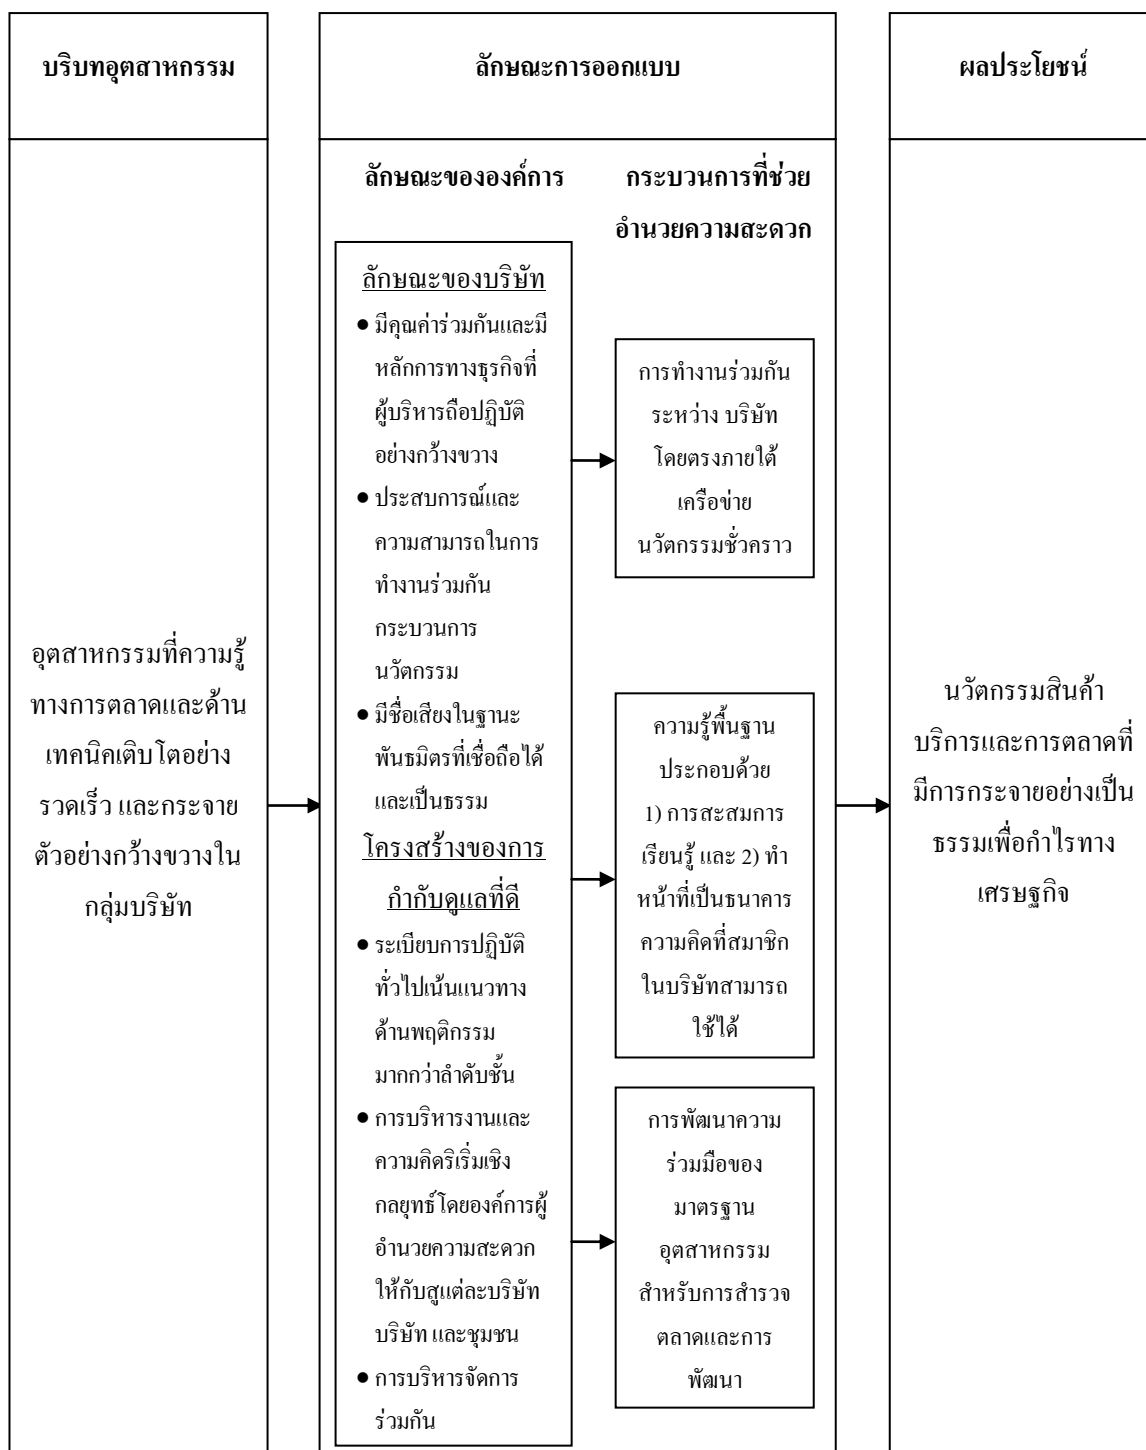 บริบทอุตสาหกรรม
อุตสาหกรรมที่ความรู้
ทางการตลาดและด้าน
เทคนิคเติบโตอย่าง
รวดเร็ว และกระจาย
ตัวอย่างกว้างขวางใน
กลุ่มบริษัท
ลักษณะการออกแบบ
ลักษณะขององค์การ
ลักษณะของบริษัท
● มีคุณค่าร่วมกันและมี
หลักการทางธุรกิจที่
ผู้บริหารถือปฏิบัติ
อย่างกว้างขวาง
● ประสบการณ์และ
ความสามารถในการ
ทำงานร่วมกัน
กระบวนการ
นวัตกรรม
● มีชื่อเสียงในฐานะ
พันธมิตรที่เชื่อถือได้
และเป็นธรรม
โครงสร้างของการ
กำกับดูแลที่ดี
● ระเบียบการปฏิบัติ
ทั่วไปเน้นแนวทาง
ด้านพฤติกรรม
มากกว่าลำดับชั้น
● การบริหารงานและ
ความคิดริเริ่มเชิง
กลยุทธ์โดยองค์การผู้
อำนวยความสะดวก
ให้กับสู่แต่ละบริษัท
บริษัท และชุมชน
● การบริหารจัดการ
ร่วมกัน
กระบวนการที่ช่วย
อำนวยความสะดวก
การทำงานร่วมกัน
ระหว่าง บริษัท
โดยตรงภายใต้
เครือข่าย
นวัตกรรมชั่วคราว
ความรู้พื้นฐาน
ประกอบด้วย
1) การสะสมการ
เรียนรู้ และ 2) ทำ
หน้าที่เป็นธนาคาร
ความคิดที่สมาชิก
ในบริษัทสามารถ
ใช้ได้
การพัฒนาความ
ร่วมมือของ
มาตรฐาน
อุตสาหกรรม
สำหรับการสำรวจ
ตลาดและการ
พัฒนา
ผลประโยชน์
นวัตกรรมสินค้า
บริการและการตลาดที่
มีการกระจายอย่างเป็น
ธรรมเพื่อกำไรทาง
เศรษฐกิจ